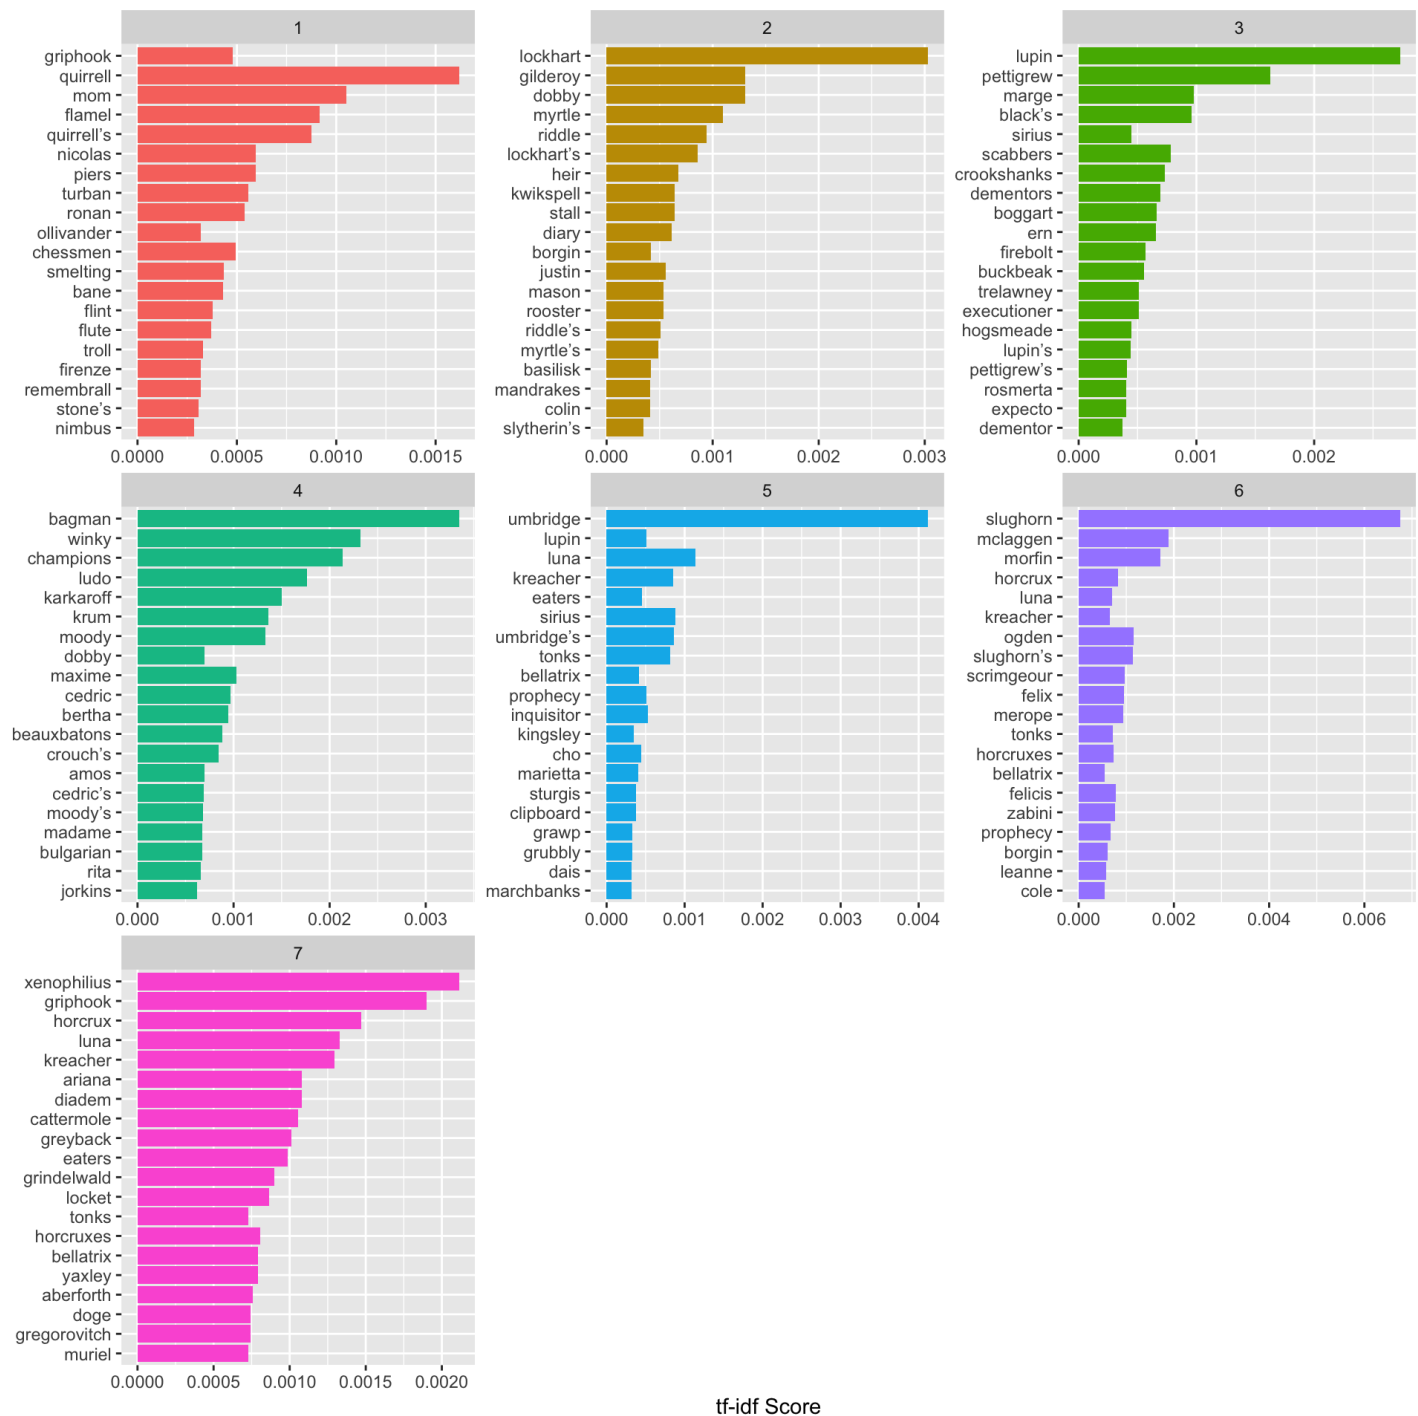 1
griphook
quirrell
mom
flamel
quirrell’s
nicolas
piers
turban
ronan
ollivander
chessmen
smelting
bane
flint
flute
troll
firenze
remembrall
stone’s
nimbus
0.0000 0.0005 0.0010 0.0015
2
lockhart
gilderoy
dobby
myrtle
riddle
lockhart’s
heir
kwikspell
stall
diary
borgin
justin
mason
rooster
riddle’s
myrtle’s
basilisk
mandrakes
colin
slytherin’s
0.000 0.001 0.002 0.003
3
lupin
pettigrew
marge
black’s
sirius
scabbers
crookshanks
dementors
boggart
ern
firebolt
buckbeak
trelawney
executioner
hogsmeade
lupin’s
pettigrew’s
rosmerta
expecto
dementor
0.000 0.001 0.002
4
bagman
winky
champions
ludo
karkaroff
krum
moody
dobby
maxime
cedric
bertha
beauxbatons
crouch’s
amos
cedric’s
moody’s
madame
bulgarian
rita
jorkins
0.000 0.001 0.002 0.003
5
umbridge
lupin
luna
kreacher
eaters
sirius
umbridge’s
tonks
bellatrix
prophecy
inquisitor
kingsley
cho
marietta
sturgis
clipboard
grawp
grubbly
dais
marchbanks
0.000 0.001 0.002 0.003 0.004
6
slughorn
mclaggen
morfin
horcrux
luna
kreacher
ogden
slughorn’s
scrimgeour
felix
merope
tonks
horcruxes
bellatrix
felicis
zabini
prophecy
borgin
leanne
cole
0.000 0.002 0.004 0.006
7
xenophilius
griphook
horcrux
luna
kreacher
ariana
diadem
cattermole
greyback
eaters
grindelwald
locket
tonks
horcruxes
bellatrix
yaxley
aberforth
doge
gregorovitch
muriel
0.0000 0.0005 0.0010 0.0015 0.0020
tf-idf Score